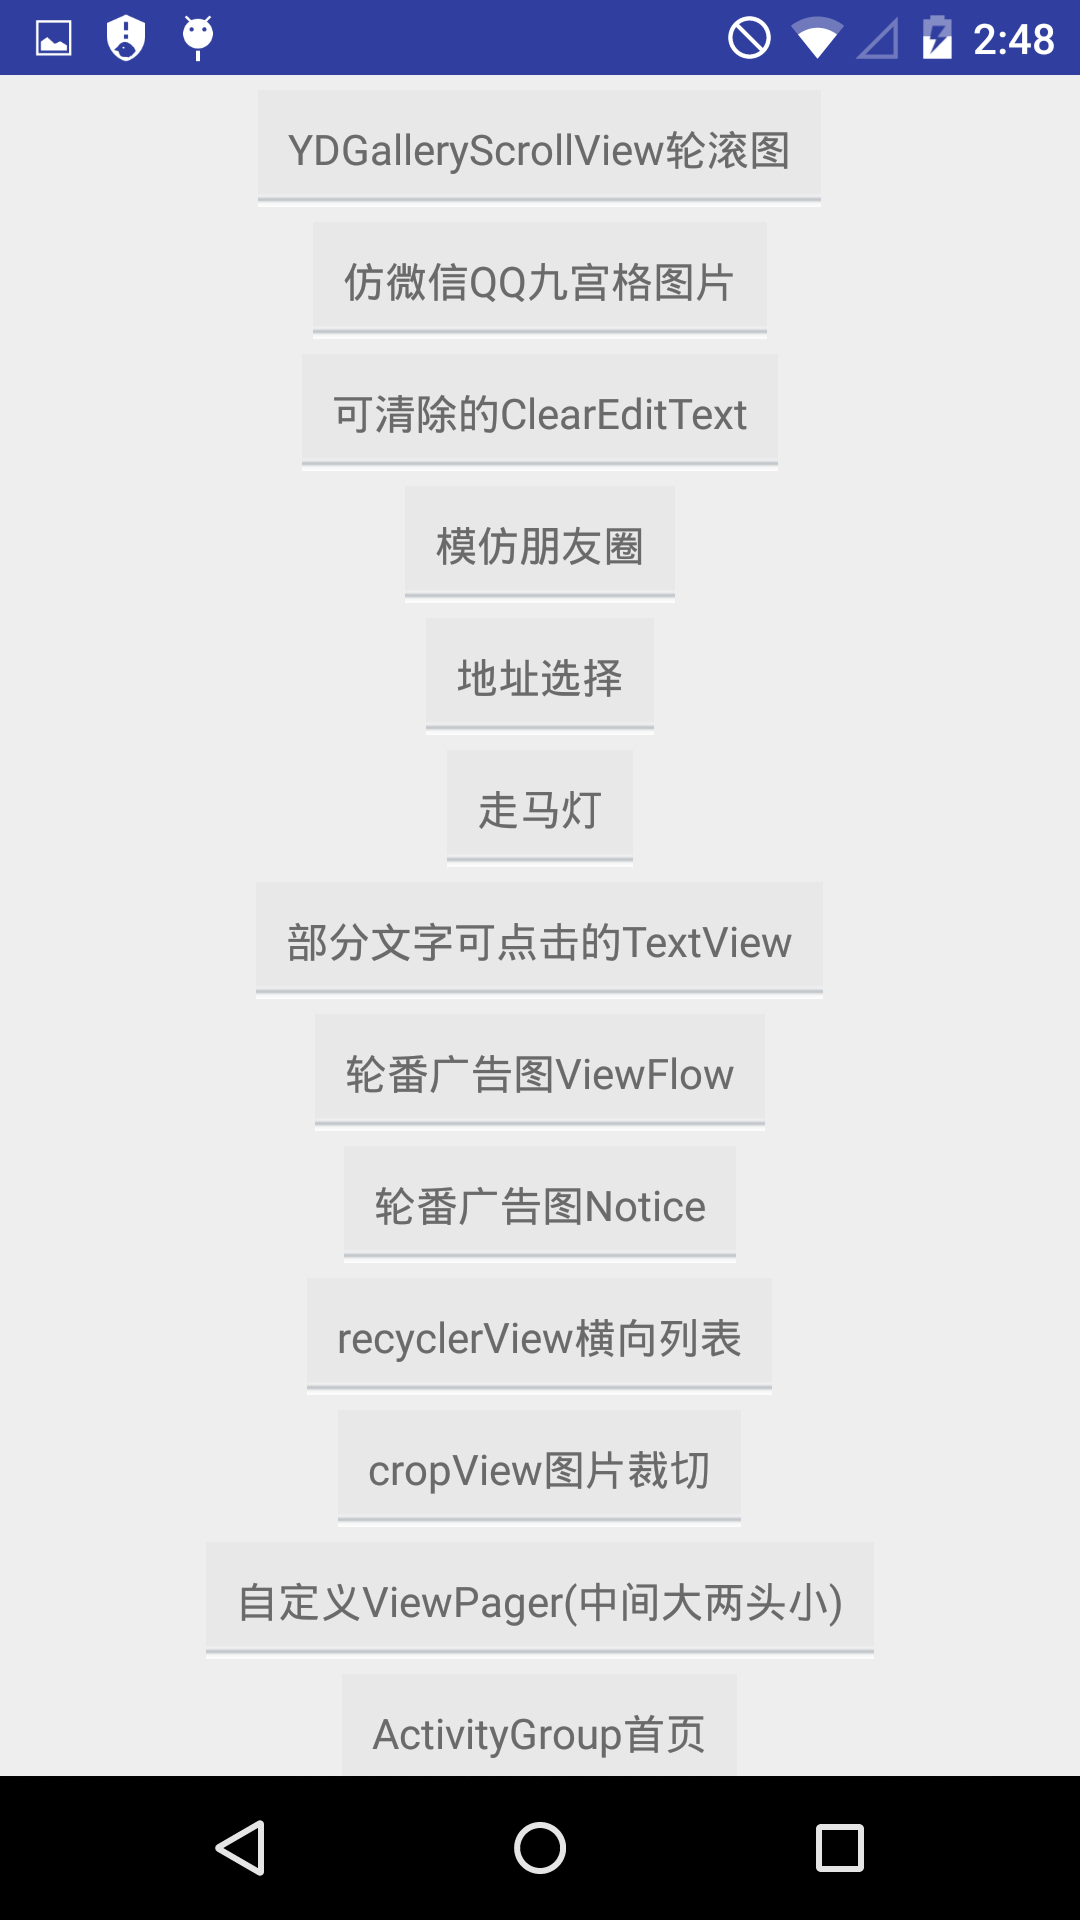 2:48
YDGalleryScrollView轮滚图
仿微信QQ九宫格图片
可清除的ClearEditText
模仿朋友圈
地址选择
走马灯
部分文字可点击的TextView
轮番广告图ViewFlow
轮番广告图Notice
recyclerView横向列表
cropView图片裁切
自定义ViewPager(中间大两头小)
ActivityGroup首页